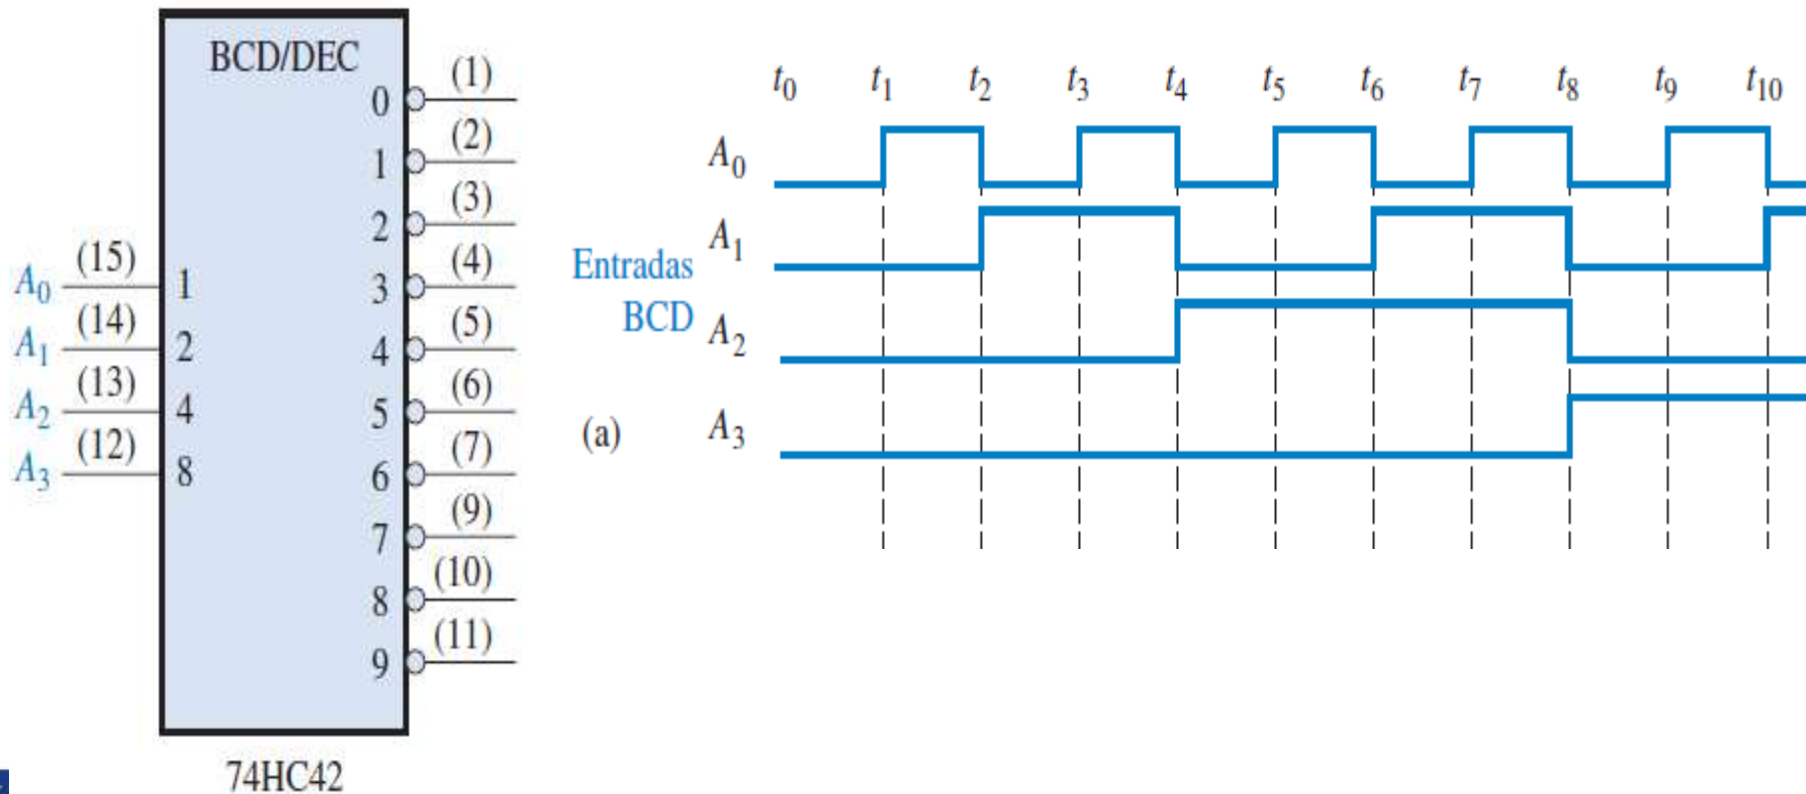 BCD/DEC
0 (1)
1 (2)
2 (3)
3 (4)
4 (5)
5 (6)
6 (7)
7 (9)
8 (10)
9 (11)
A0 (15) 1
A1 (14) 2
A2 (13) 4
A3 (12) 8
74HC42
t0 t1 t2 t3 t4 t5 t6 t7 t8 t9 t10
A0
A1
Entradas
BCD
A2
(a)
A3